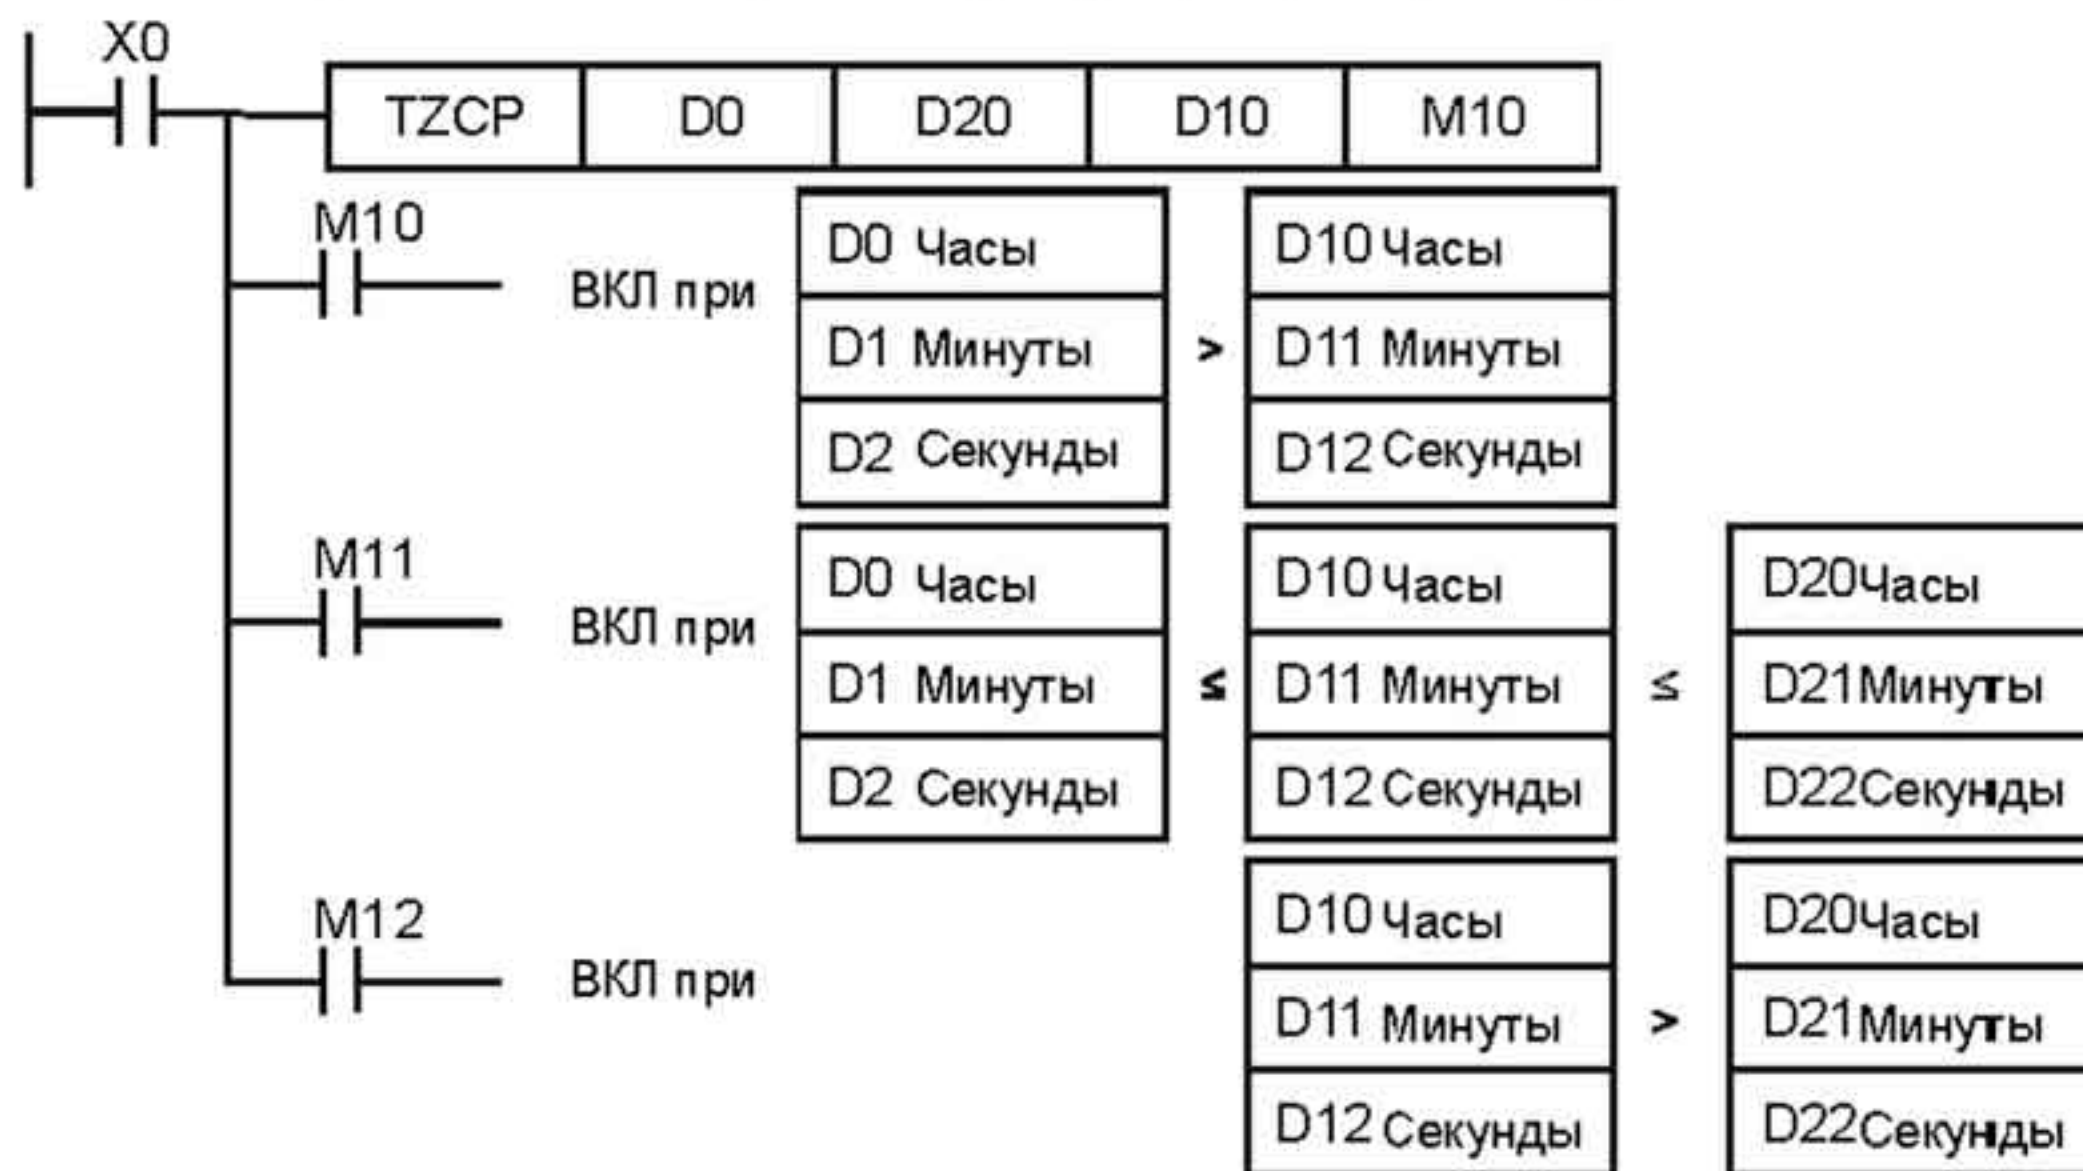 X0
TZCP D0 D20 D10 M10
M10
ВКЛ при
D0 Часы
D1 Минуты
D2 Секунды
>
D10 Часы
D11 Минуты
D12 Секунды
M11
ВКЛ при
D0 Часы
D1 Минуты
D2 Секунды
≤
D10 Часы
D11 Минуты
D12 Секунды
≤
D20 Часы
D21 Минуты
D22 Секунды
M12
ВКЛ при
D10 Часы
D11 Минуты
D12 Секунды
>
D20 Часы
D21 Минуты
D22 Секунды